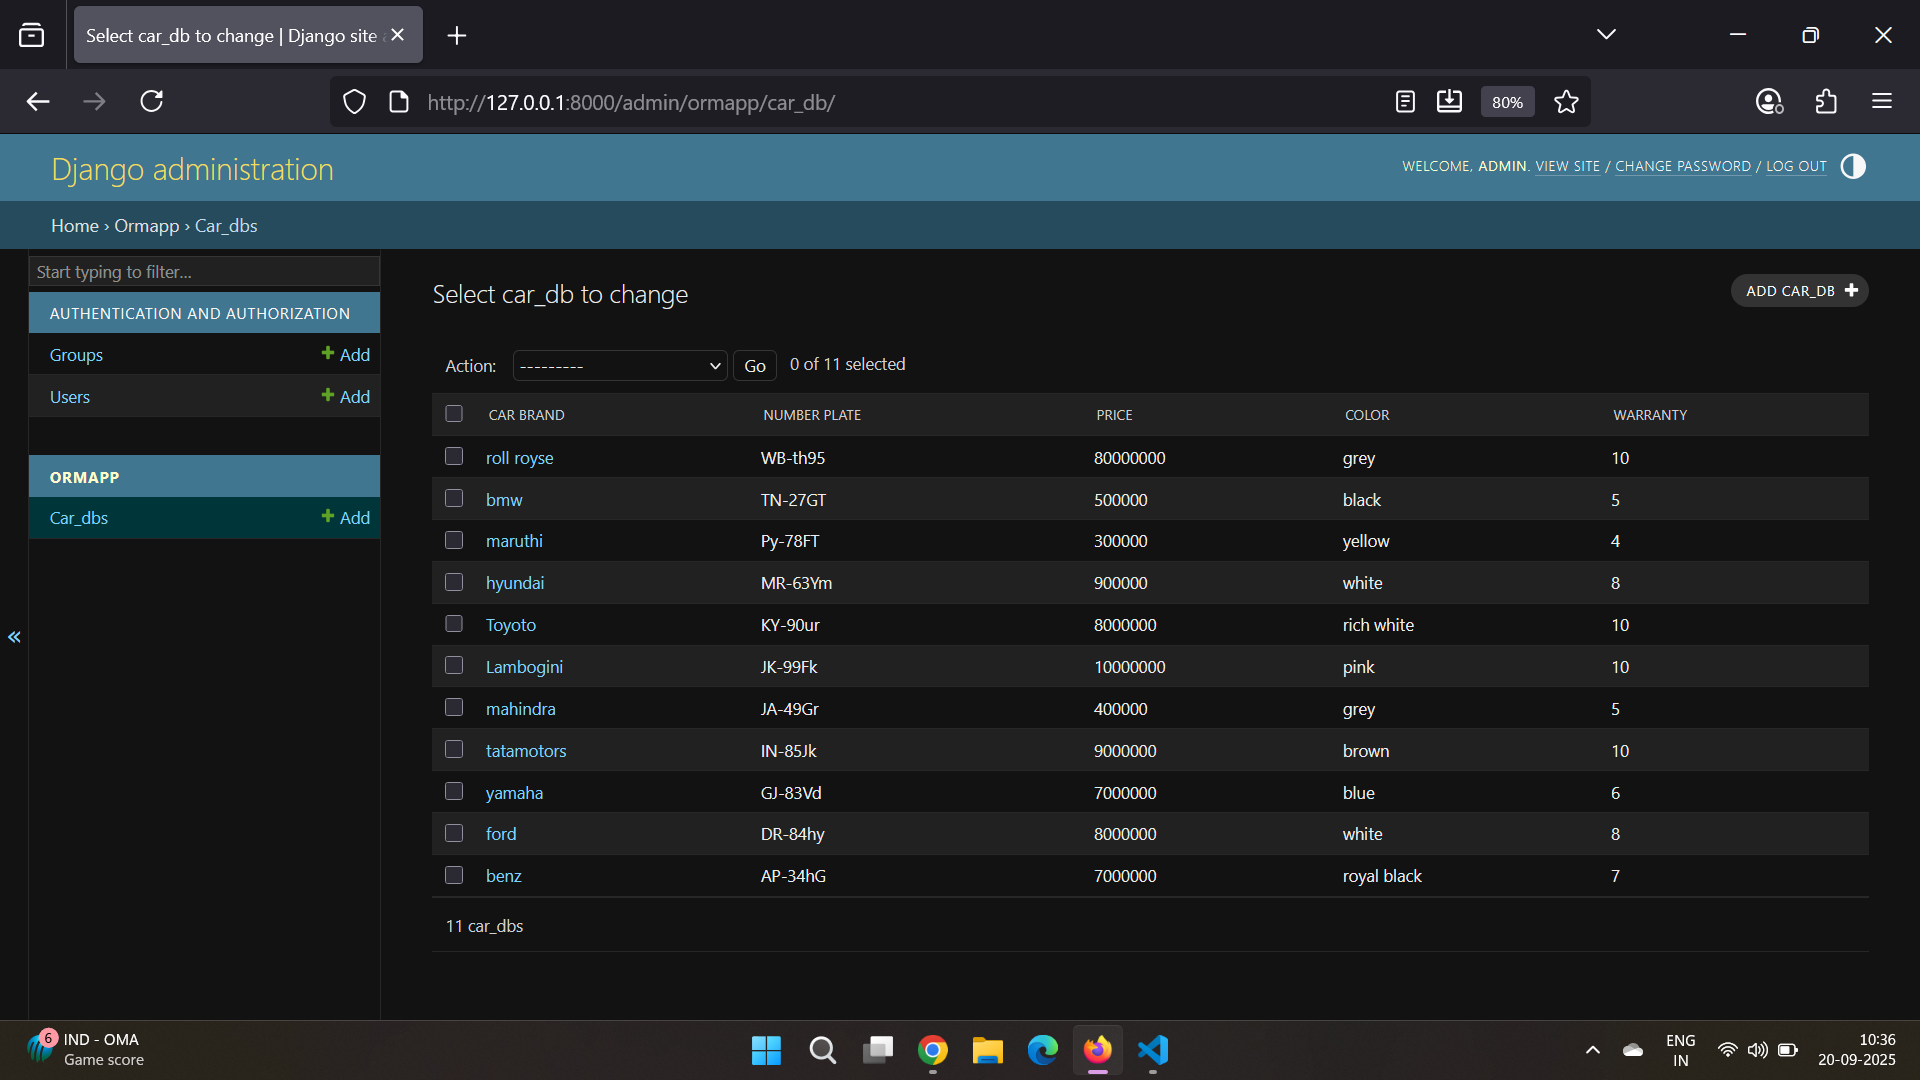 Select car_db to change | Django site
http://127.0.0.1:8000/admin/ormapp/car_db/
80%
Django administration
WELCOME, ADMIN. VIEW SITE / CHANGE PASSWORD / LOG OUT
Home › Ormapp › Car_dbs
Start typing to filter...
AUTHENTICATION AND AUTHORIZATION
Groups + Add
Users + Add
ORMAPP
Car_dbs + Add
«
Select car_db to change
ADD CAR_DB +
Action: --------- Go 0 of 11 selected
CAR BRAND NUMBER PLATE PRICE COLOR WARRANTY
roll royse WB-th95 80000000 grey 10
bmw TN-27GT 500000 black 5
maruthi Py-78FT 300000 yellow 4
hyundai MR-63Ym 900000 white 8
Toyoto KY-90ur 8000000 rich white 10
Lambogini JK-99Fk 10000000 pink 10
mahindra JA-49Gr 400000 grey 5
tatamotors IN-85Jk 9000000 brown 10
yamaha GJ-83Vd 7000000 blue 6
ford DR-84hy 8000000 white 8
benz AP-34hG 7000000 royal black 7
11 car_dbs
6
IND - OMA
Game score
ENG
IN
10:36
20-09-2025